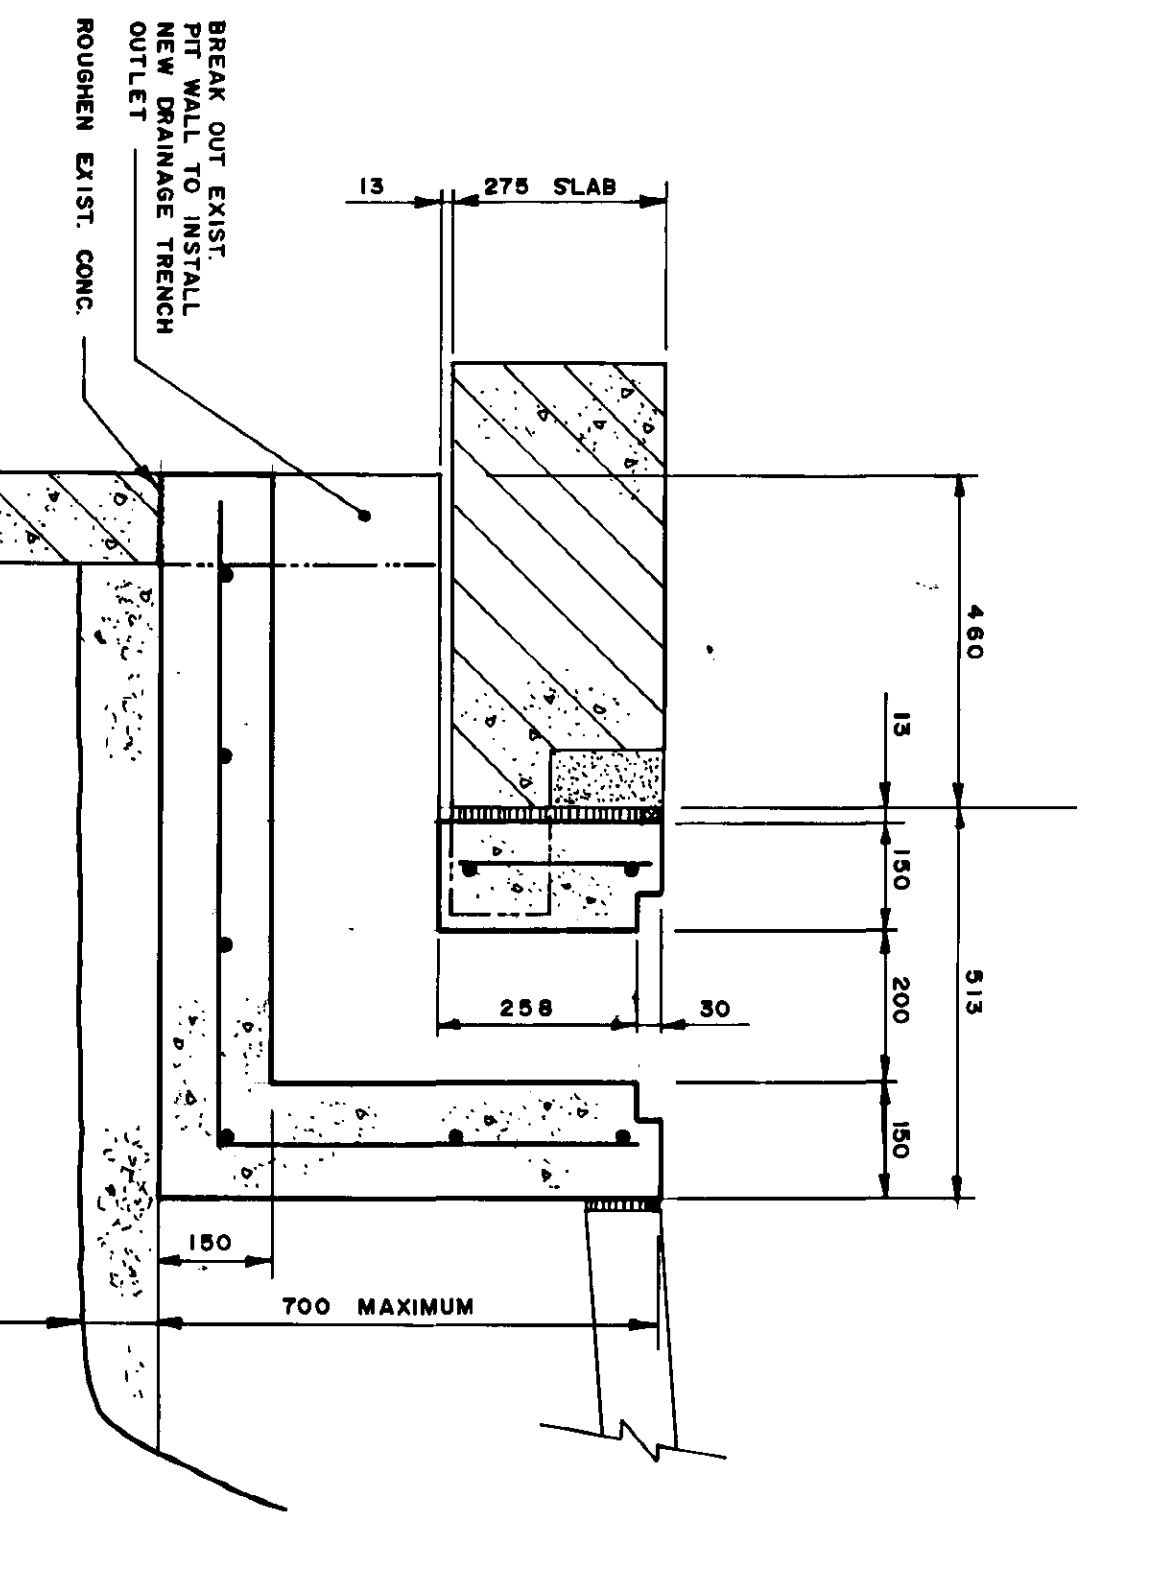 BREAK OUT EXIST.
PIT WALL TO INSTALL
NEW DRAINAGE TRENCH
OUTLET
ROUGHEN EXIST. CONC.
13
275 SLAB
460
13
150
513
200
258
30
150
150
700 MAXIMUM